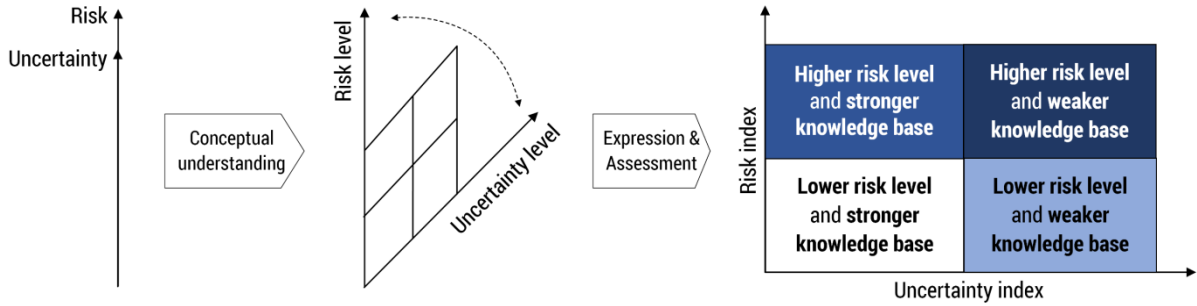 Risk
Uncertainty
Conceptual
understanding
Risk level
Uncertainty level
Expression &
Assessment
Risk index
Higher risk level
and stronger
knowledge base
Higher risk level
and weaker
knowledge base
Lower risk level
and stronger
knowledge base
Lower risk level
and weaker
knowledge base
Uncertainty index